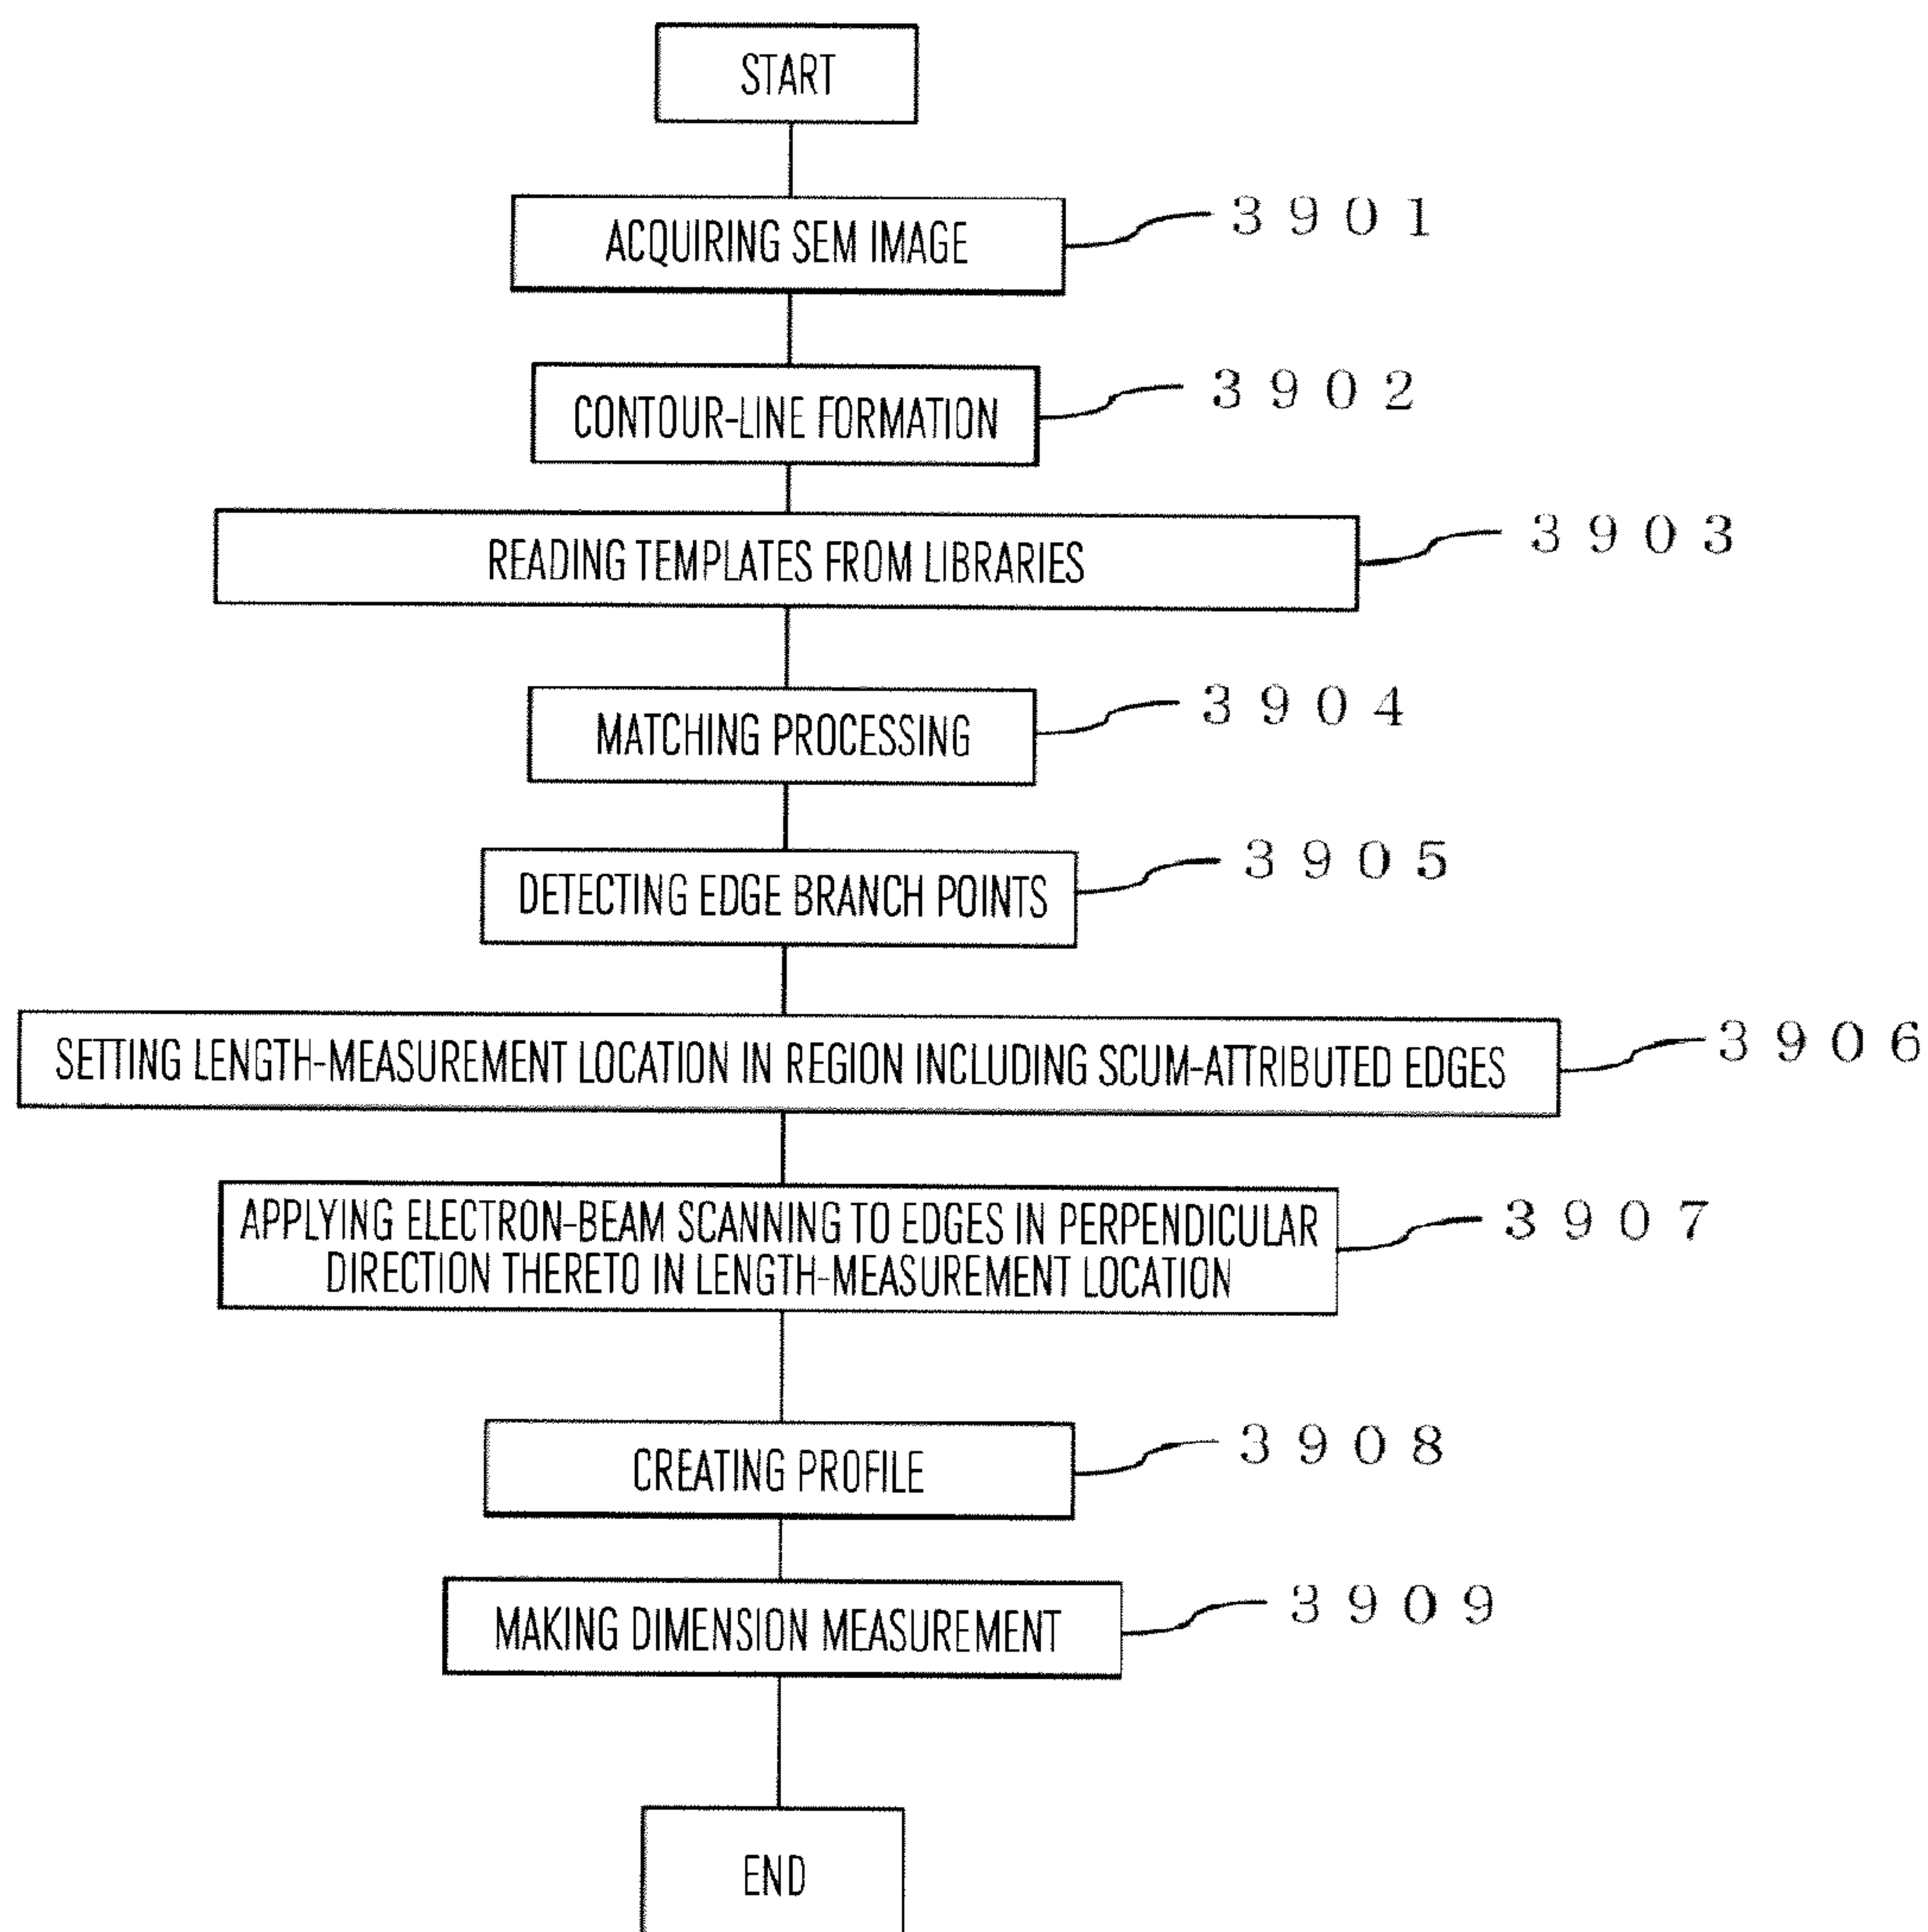 START
ACQUIRING SEM IMAGE
3901
CONTOUR-LINE FORMATION
3902
READING TEMPLATES FROM LIBRARIES
3903
MATCHING PROCESSING
3904
DETECTING EDGE BRANCH POINTS
3905
SETTING LENGTH-MEASUREMENT LOCATION IN REGION INCLUDING SCUM-ATTRIBUTED EDGES
3906
APPLYING ELECTRON-BEAM SCANNING TO EDGES IN PERPENDICULAR
DIRECTION THERETO IN LENGTH-MEASUREMENT LOCATION
3907
CREATING PROFILE
3908
MAKING DIMENSION MEASUREMENT
3909
END